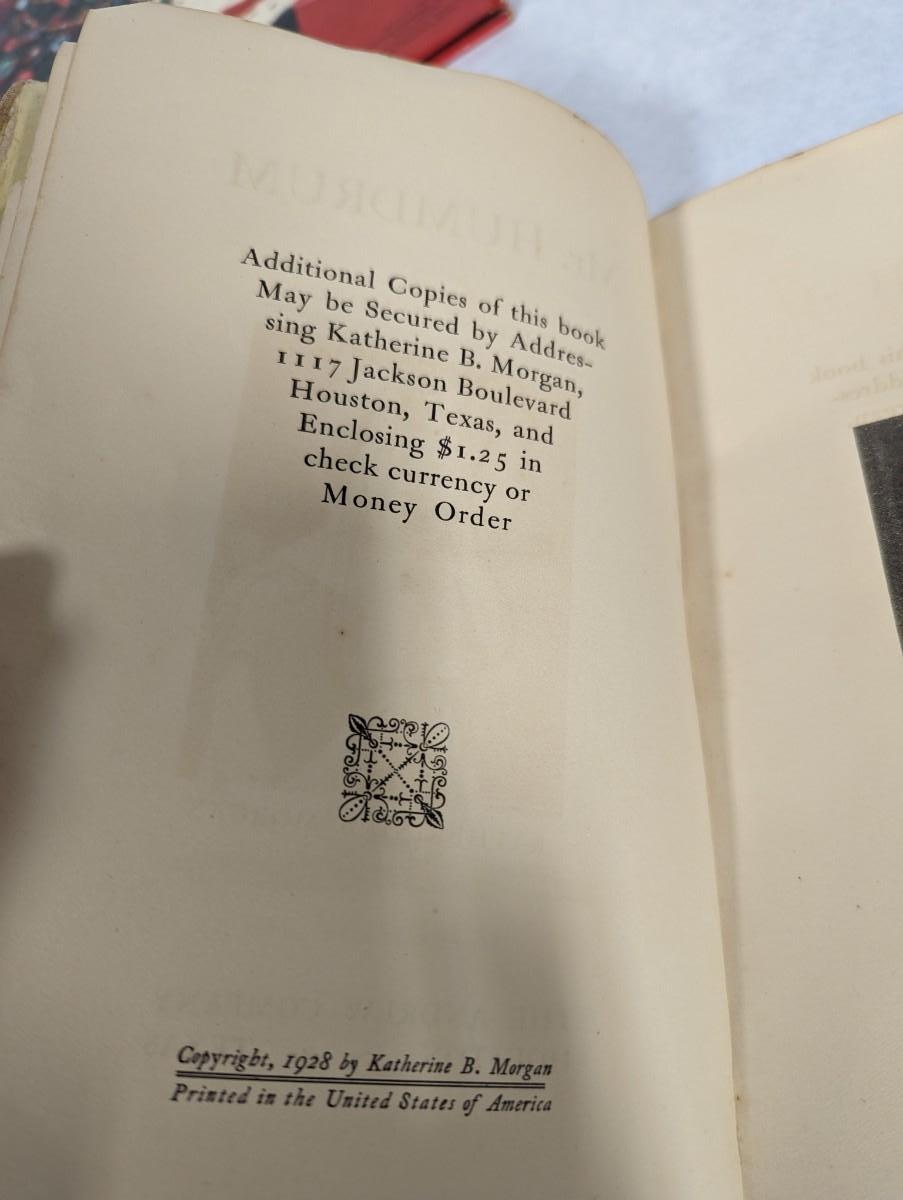 Additional Copies of this book
May be Secured by Addres-
sing Katherine B. Morgan,
1117 Jackson Boulevard
Houston, Texas, and
Enclosing $1.25 in
check currency or
Money Order
Copyright, 1928 by Katherine B. Morgan
Printed in the United States of America